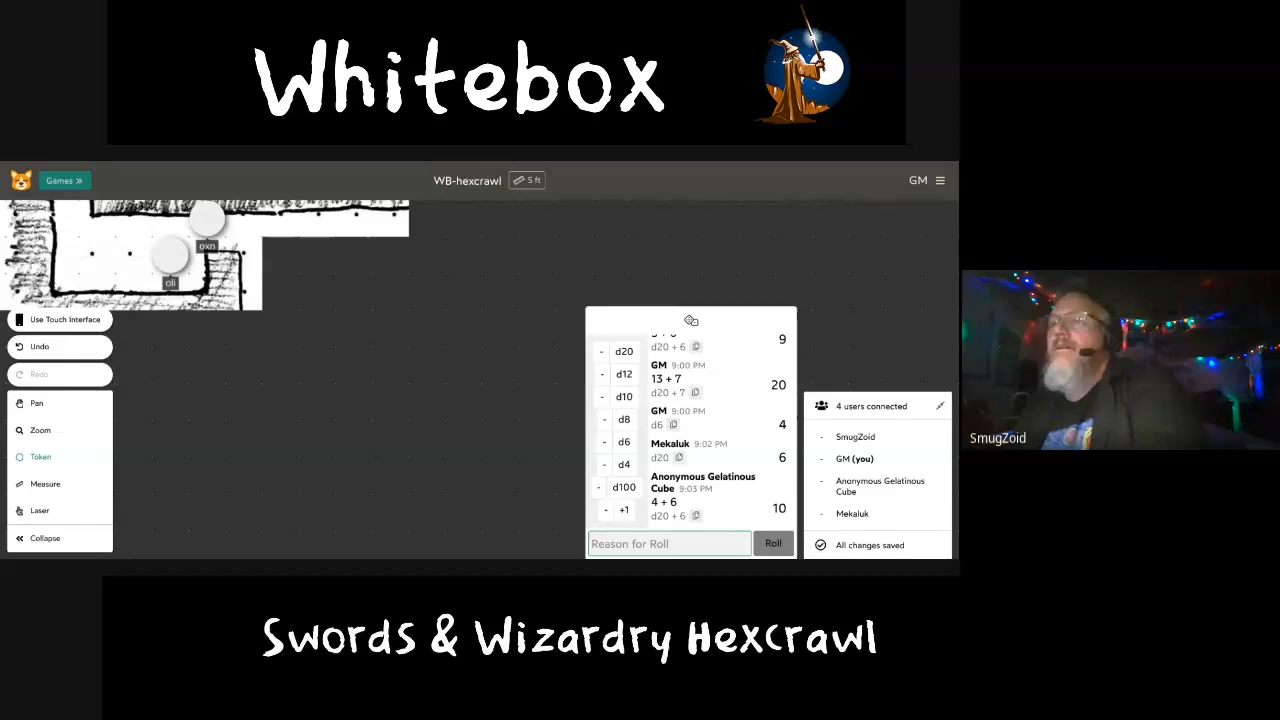 Whitebox
Games »
WB-hexcrawl
5 ft
GM
oxn
oli
Use Touch Interface
Undo
Redo
Pan
Zoom
Token
Measure
Laser
Collapse
- d20
- d12
- d10
- d8
- d6
- d4
- d100
- +1
d20 + 6
9
GM 9:00 PM
13 + 7
d20 + 7
20
GM 9:00 PM
d6
4
Mekaluk 9:02 PM
d20
6
Anonymous Gelatinous
Cube 9:03 PM
4 + 6
d20 + 6
10
Reason for Roll
Roll
4 users connected
- SmugZoid
- GM (you)
- Anonymous Gelatinous
Cube
- Mekaluk
All changes saved
SmugZoid
Swords & Wizardry Hexcrawl